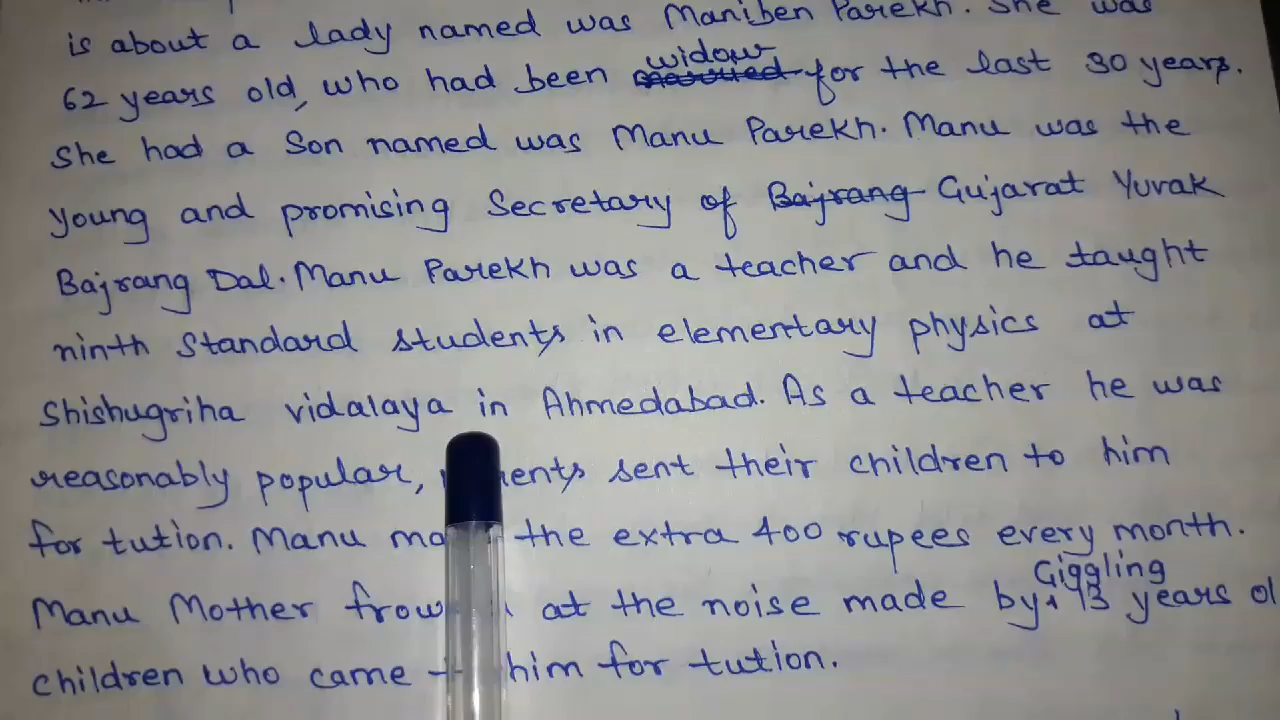 is about a lady named was Maniben Parekh. She was
62 years old, who had been widow for the last 30 years.
She had a Son named was Manu Parekh. Manu was the
young and promising Secretary of Bajrang Gujarat Yuvak
Bajrang Dal. Manu Parekh was a teacher and he taught
ninth Standard students in elementary physics at
Shishugriha vidalaya in Ahmedabad. As a teacher he was
reasonably popular, sent their children to him
for tution. Manu the extra 400 rupees every month.
Giggling
Manu Mother at the noise made by 13 years
children who came him for tution.